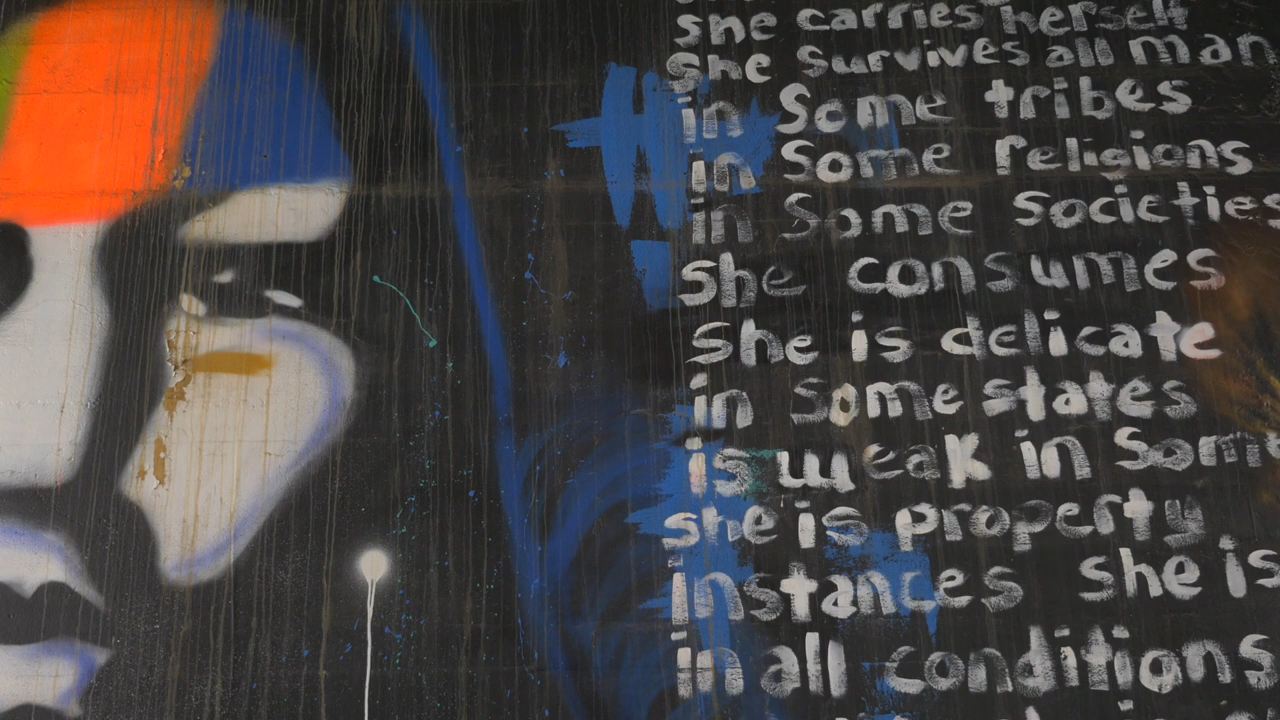 she carries herself
she survives all man
in Some tribes
in Some religions
in Some Societies
she consumes
she is delicate
in Some states
is weak in Some
she is property
instances she is
in all conditions